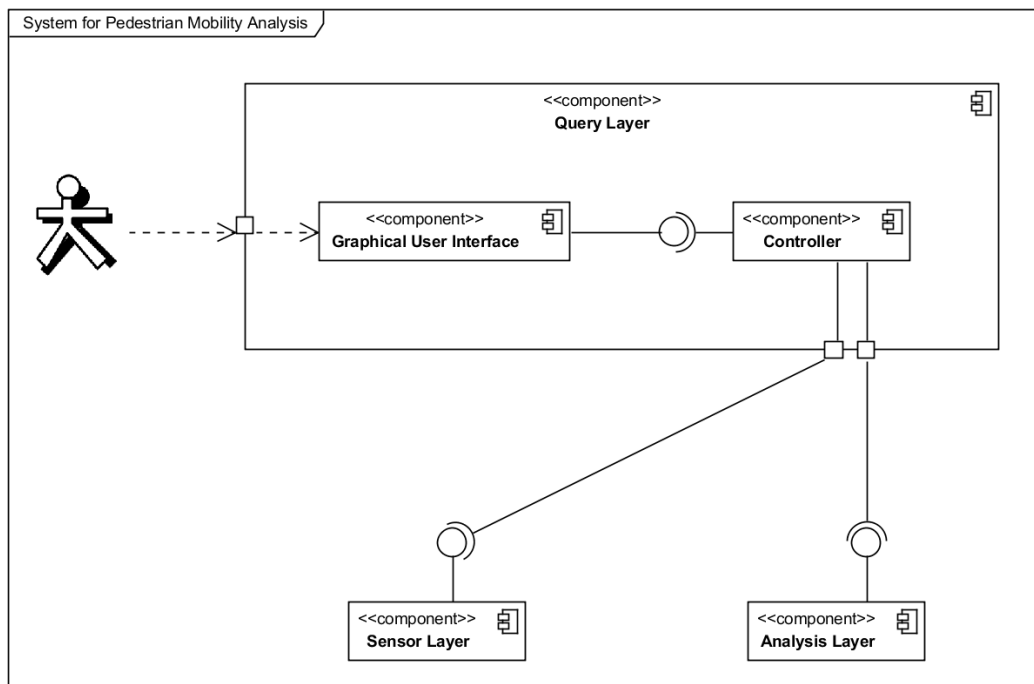 System for Pedestrian Mobility Analysis
<<component>>
Query Layer
<<component>>
Graphical User Interface
<<component>>
Controller
<<component>>
Sensor Layer
<<component>>
Analysis Layer